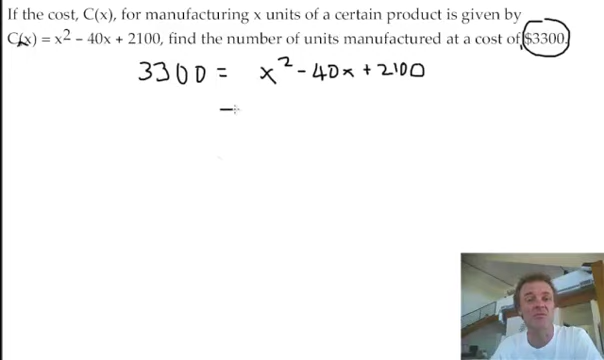 If the cost, C(x), for manufacturing x units of a certain product is given by
C(x) = x² – 40x + 2100, find the number of units manufactured at a cost of $3300.
3300 = x² - 40x + 2100